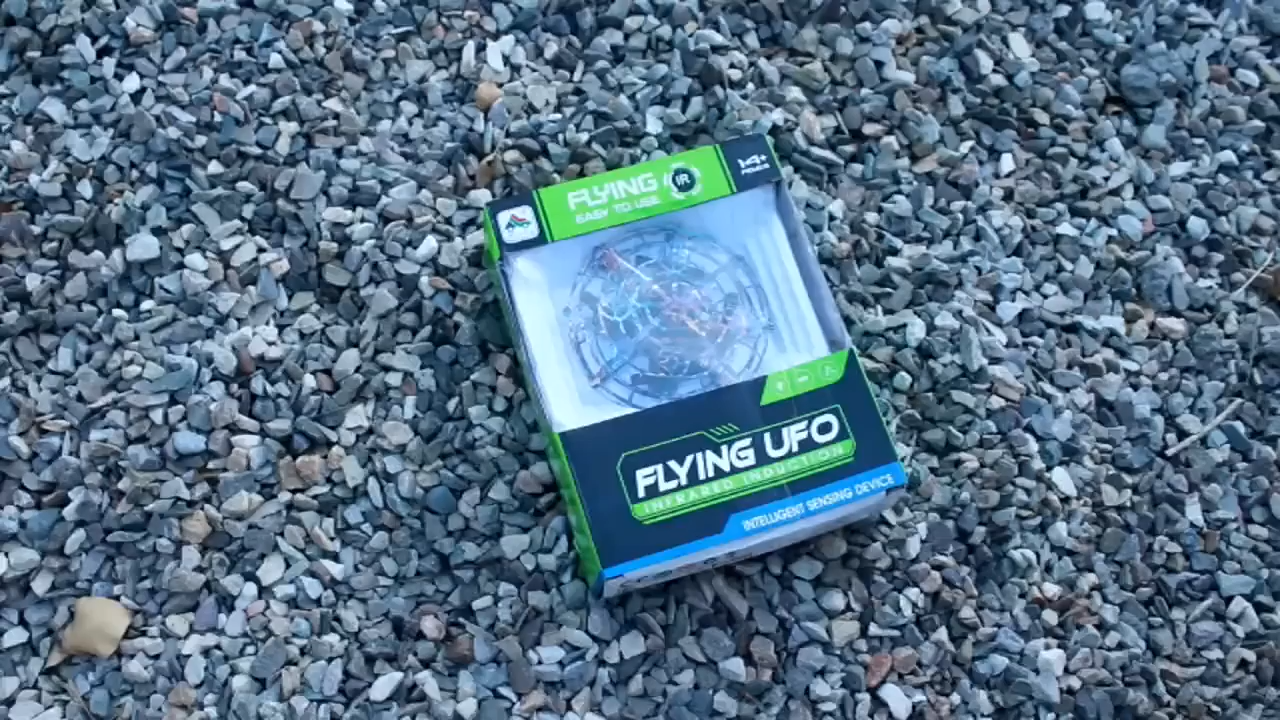 FLYING
EASY TO USE
IR
14+
FLYING UFO
INFRARED INDUCTION
INTELLIGENT SENSING DEVICE